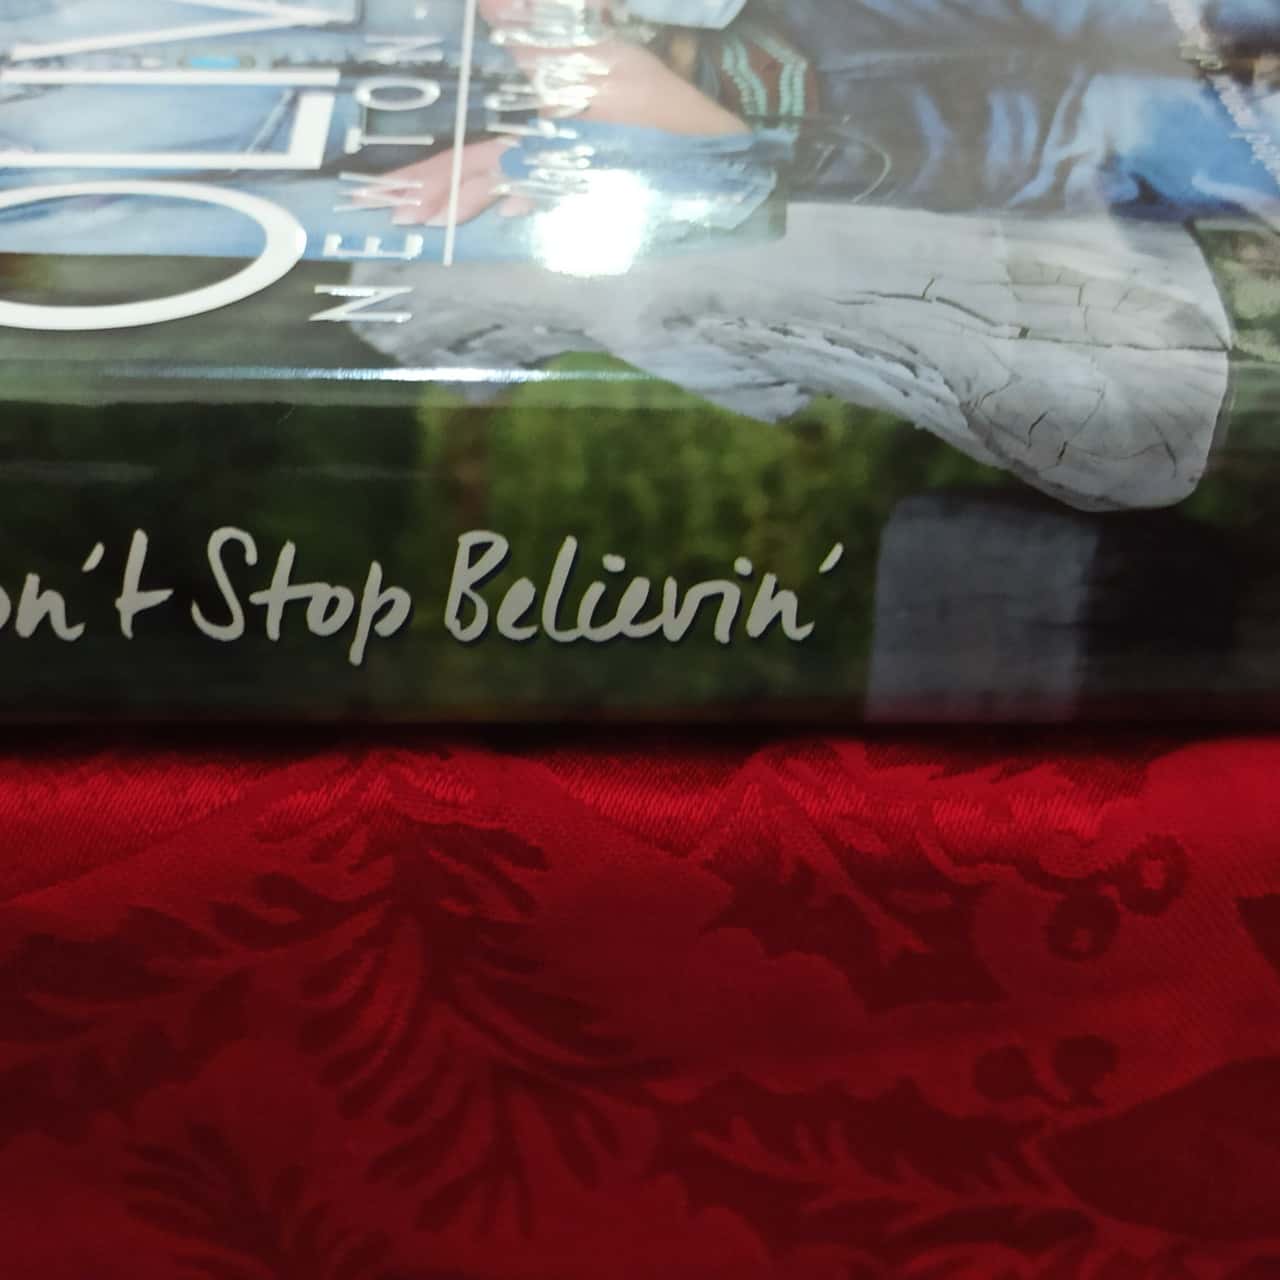 OLIV
NEWTON-
on't Stop Believin'